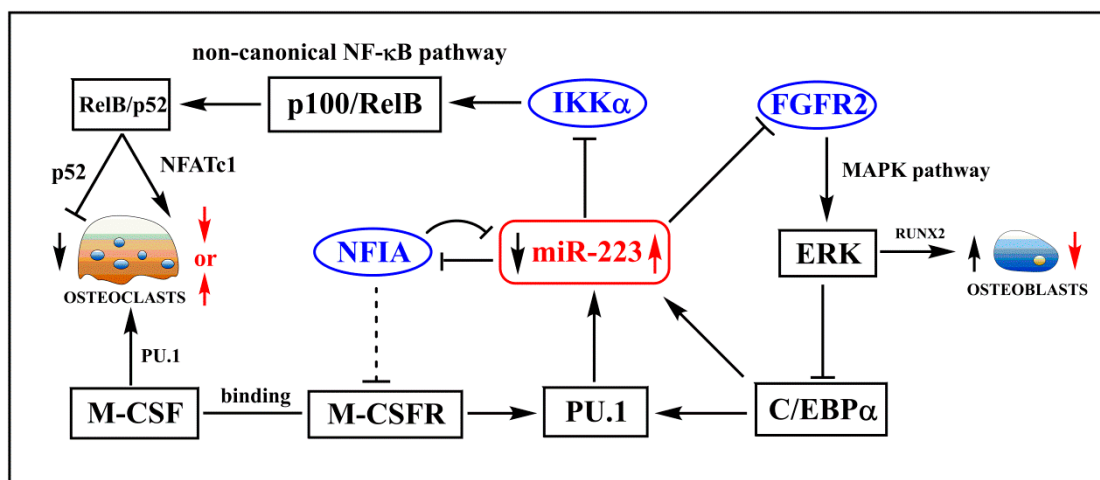 non-canonical NF-κB pathway
RelB/p52
p100/RelB
IKKα
FGFR2
p52
NFATc1
MAPK pathway
or
OSTEOCLASTS
NFIA
miR-223
ERK
RUNX2
OSTEOBLASTS
PU.1
M-CSF
binding
M-CSFR
PU.1
C/EBPα